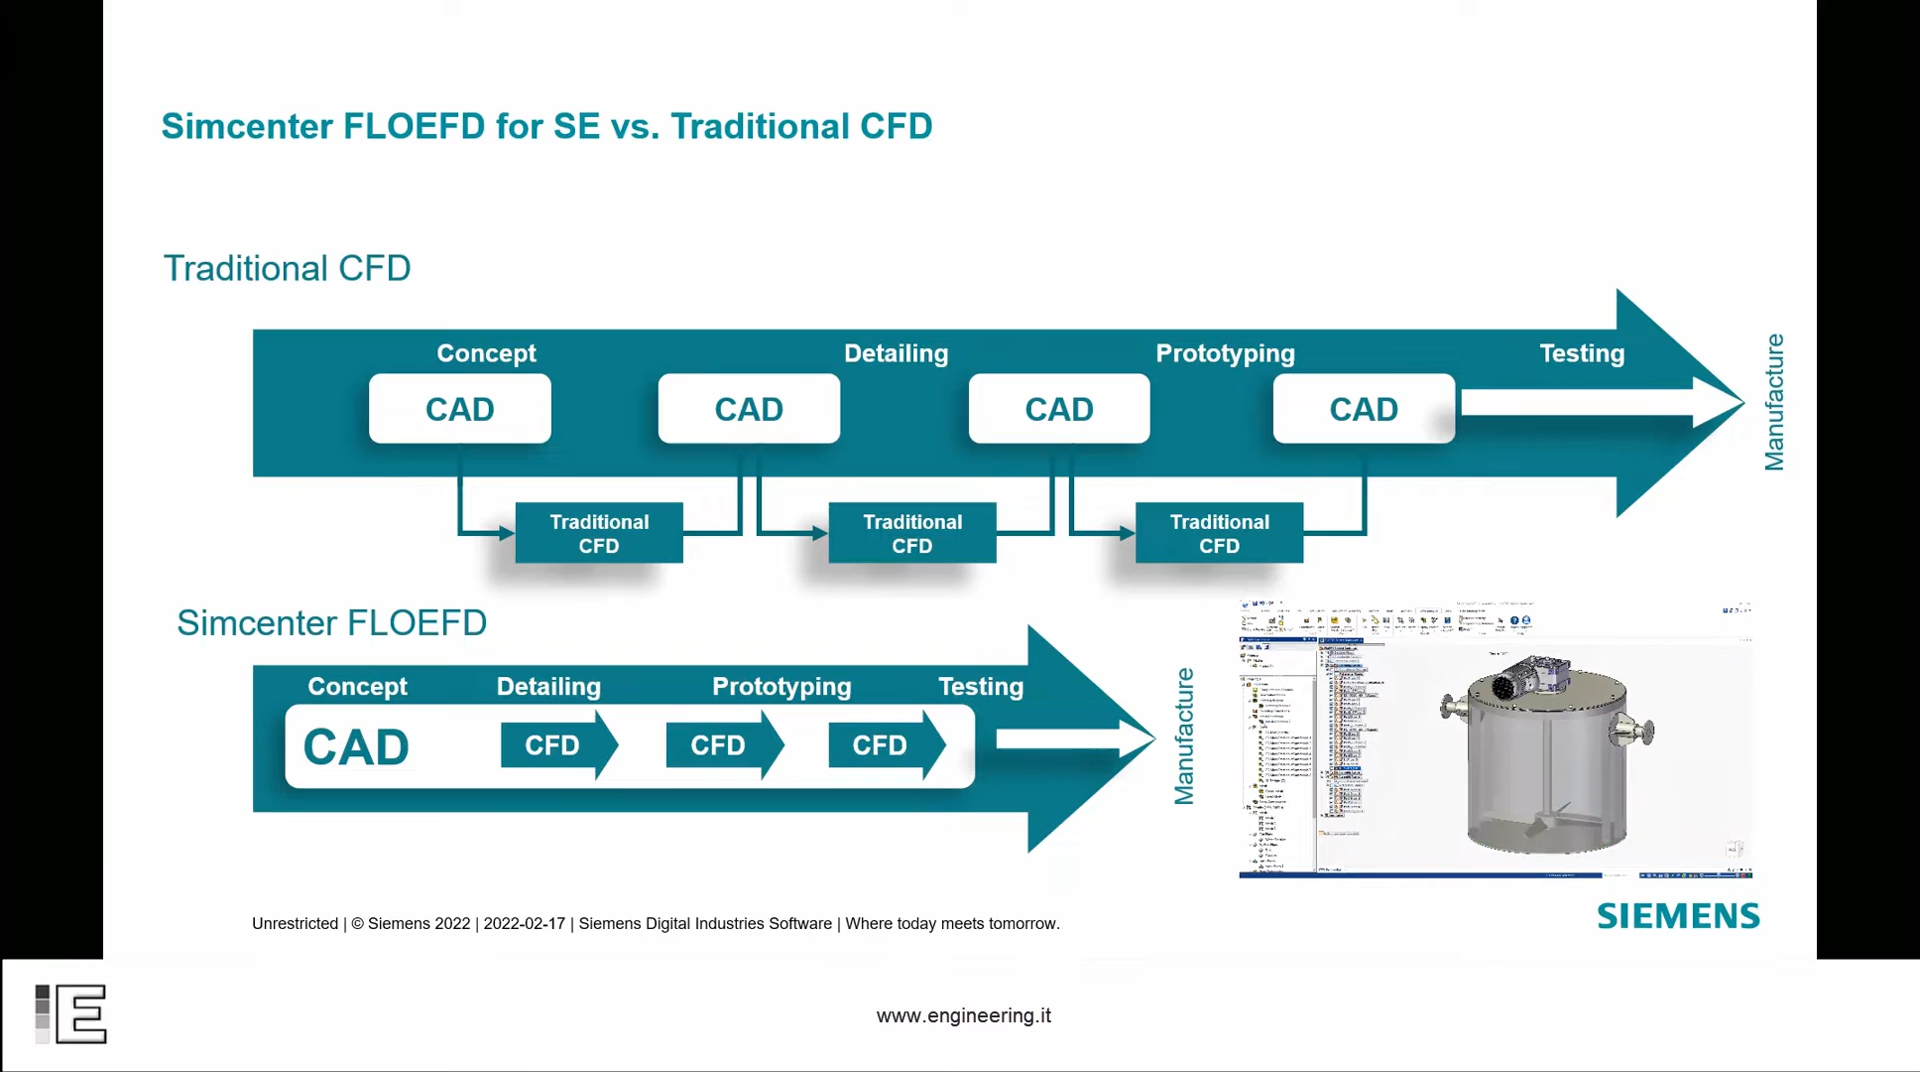 Simcenter FLOEFD for SE vs. Traditional CFD
Traditional CFD
Concept
Detailing
Prototyping
Testing
CAD
CAD
CAD
CAD
Manufacture
Traditional
CFD
Traditional
CFD
Traditional
CFD
Simcenter FLOEFD
Concept
Detailing
Prototyping
Testing
CAD
CFD
CFD
CFD
Manufacture
Unrestricted | © Siemens 2022 | 2022-02-17 | Siemens Digital Industries Software | Where today meets tomorrow.
SIEMENS
IE
www.engineering.it